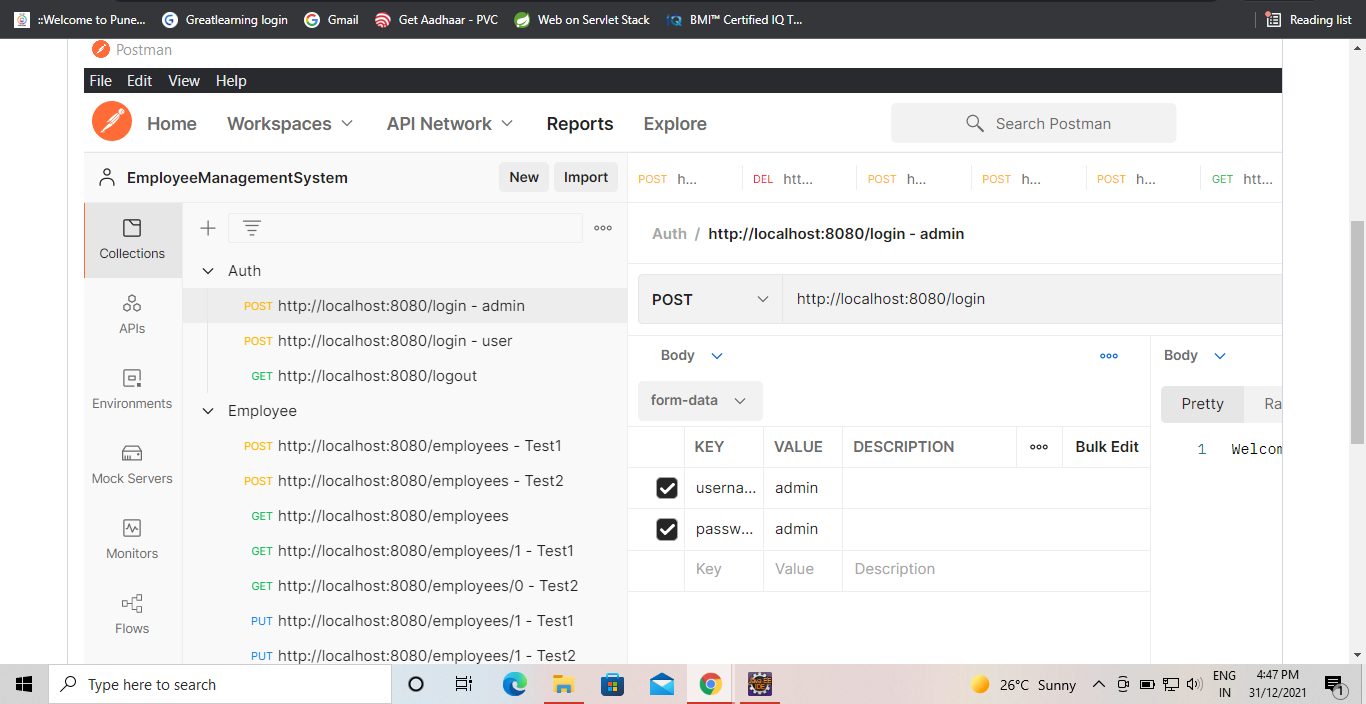 ::Welcome to Pune...
Greatlearning login
Gmail
Get Aadhaar - PVC
Web on Servlet Stack
BMI™ Certified IQ T...
Reading list
Postman
File Edit View Help
Home
Workspaces
API Network
Reports
Explore
Search Postman
EmployeeManagementSystem
New
Import
POST h...
DEL htt...
POST h...
POST h...
POST h...
GET htt...
Collections
APIs
Environments
Mock Servers
Monitors
Flows
Auth
POST http://localhost:8080/login - admin
POST http://localhost:8080/login - user
GET http://localhost:8080/logout
Employee
POST http://localhost:8080/employees - Test1
POST http://localhost:8080/employees - Test2
GET http://localhost:8080/employees
GET http://localhost:8080/employees/1 - Test1
GET http://localhost:8080/employees/0 - Test2
PUT http://localhost:8080/employees/1 - Test1
PUT http://localhost:8080/employees/1 - Test2
Auth / http://localhost:8080/login - admin
POST http://localhost:8080/login
Body
form-data
KEY VALUE DESCRIPTION Bulk Edit
userna... admin
passw... admin
Key Value Description
Body
Pretty Ra
1 Welcom
Type here to search
26°C Sunny
ENG
IN
4:47 PM
31/12/2021
1